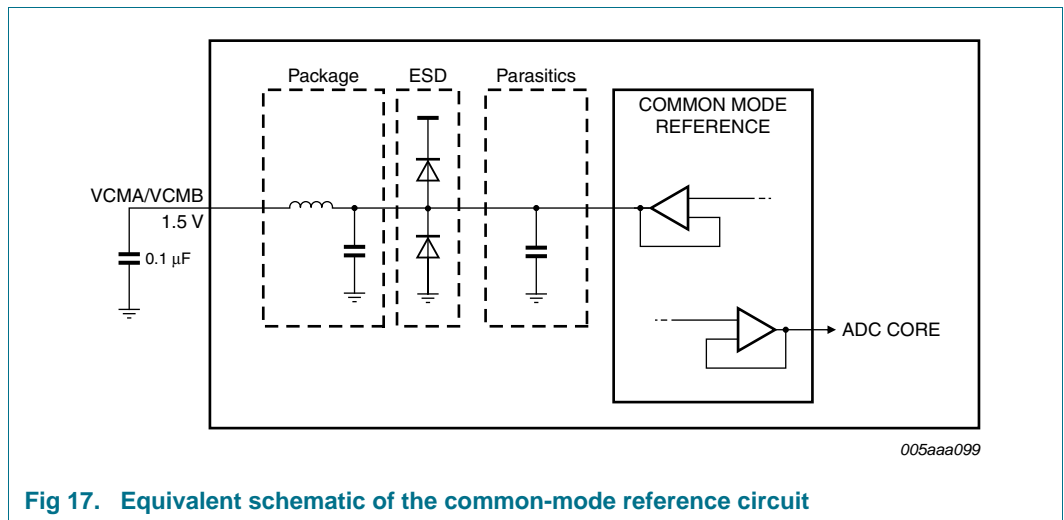 Package
ESD
Parasitics
COMMON MODE
REFERENCE
VCMA/VCMB
1.5 V
0.1 μF
ADC CORE
005aaa099
Fig 17. Equivalent schematic of the common-mode reference circuit